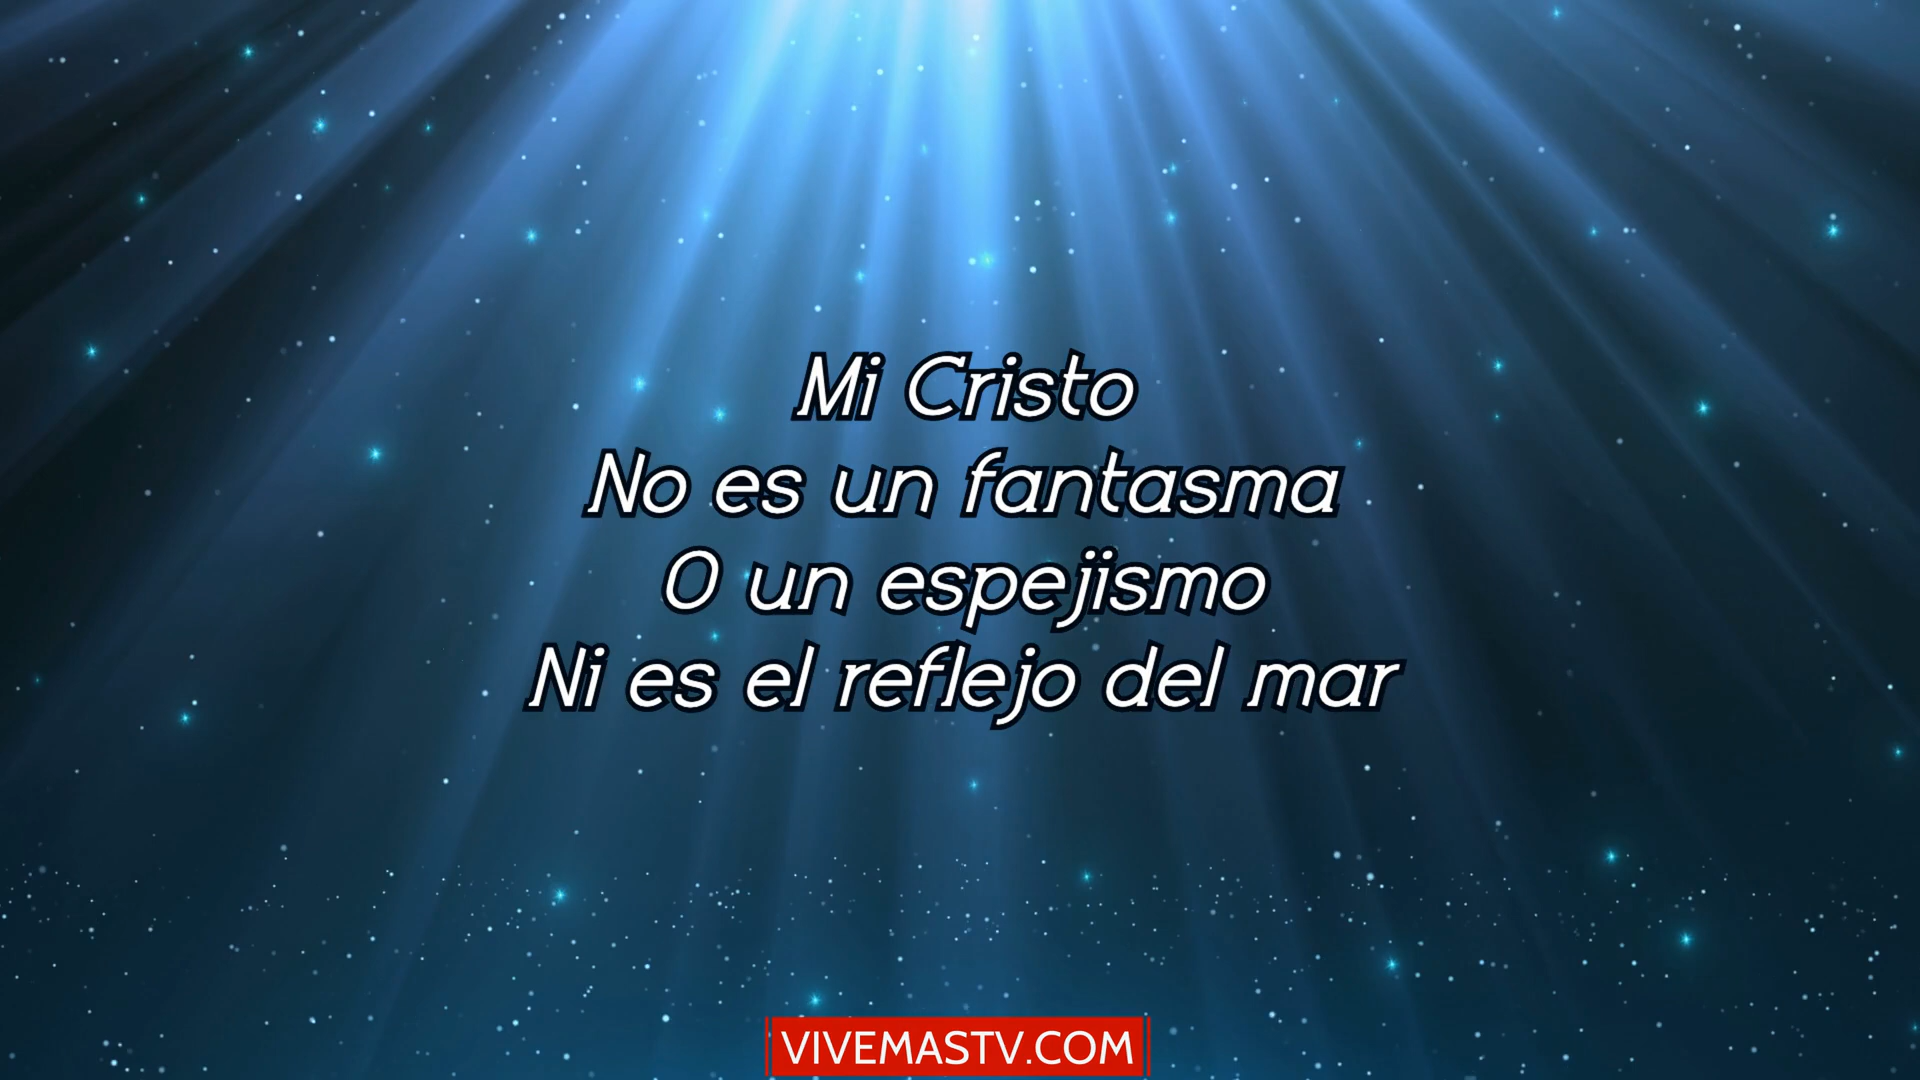 Mi Cristo
No es un fantasma
O un espejismo
Ni es el reflejo del mar
VIVEMASTV.COM